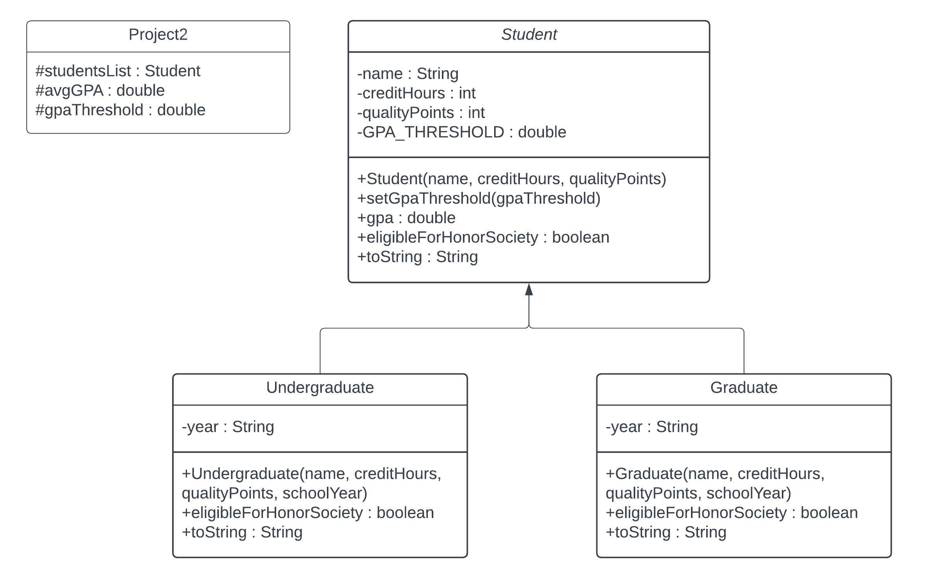 Project2
#studentsList : Student
#avgGPA : double
#gpaThreshold : double
Student
-name : String
-creditHours : int
-qualityPoints : int
-GPA_THRESHOLD : double
+Student(name, creditHours, qualityPoints)
+setGpaThreshold(gpaThreshold)
+gpa : double
+eligibleForHonorSociety : boolean
+toString : String
Undergraduate
-year : String
+Undergraduate(name, creditHours,
qualityPoints, schoolYear)
+eligibleForHonorSociety : boolean
+toString : String
Graduate
-year : String
+Graduate(name, creditHours,
qualityPoints, schoolYear)
+eligibleForHonorSociety : boolean
+toString : String